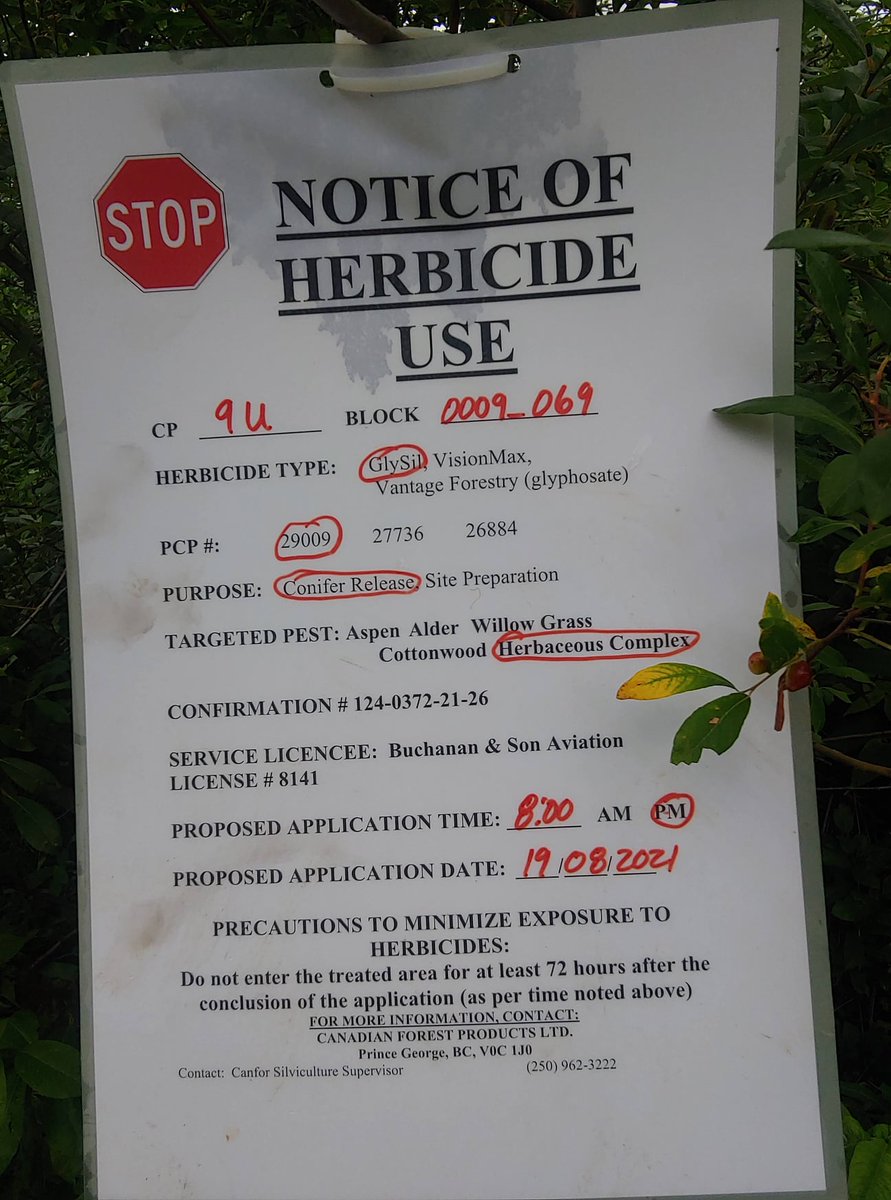 STOP
NOTICE OF
HERBICIDE
USE
CP 9U BLOCK 0009_069
HERBICIDE TYPE: GlySil, VisionMax,
Vantage Forestry (glyphosate)
PCP #: 29009 27736 26884
PURPOSE: Conifer Release, Site Preparation
TARGETED PEST: Aspen Alder Willow Grass
Cottonwood Herbaceous Complex
CONFIRMATION # 124-0372-21-26
SERVICE LICENCEE: Buchanan & Son Aviation
LICENSE # 8141
PROPOSED APPLICATION TIME: 8:00 AM PM
PROPOSED APPLICATION DATE: 19/08/2021
PRECAUTIONS TO MINIMIZE EXPOSURE TO
HERBICIDES:
Do not enter the treated area for at least 72 hours after the
conclusion of the application (as per time noted above)
FOR MORE INFORMATION, CONTACT:
CANADIAN FOREST PRODUCTS LTD.
Prince George, BC, V0C 1J0
Contact: Canfor Silviculture Supervisor (250) 962-3222